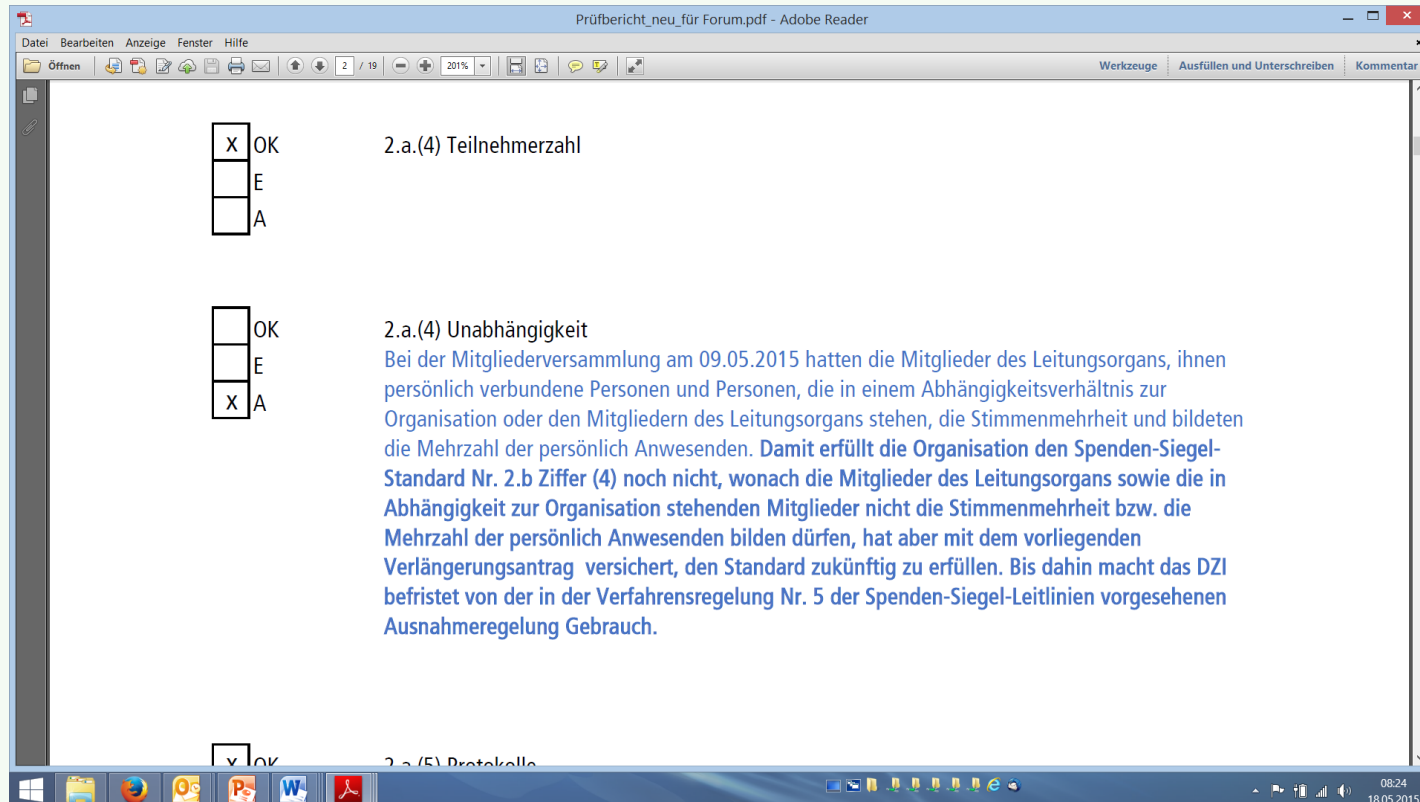 Prüfbericht_neu_für Forum.pdf - Adobe Reader
Datei Bearbeiten Anzeige Fenster Hilfe
Öffnen 2 / 19 201% Werkzeuge Ausfüllen und Unterschreiben Kommentar
X OK 2.a.(4) Teilnehmerzahl
E
A
OK 2.a.(4) Unabhängigkeit
E Bei der Mitgliederversammlung am 09.05.2015 hatten die Mitglieder des Leitungsorgans, ihnen
persönlich verbundene Personen und Personen, die in einem Abhängigkeitsverhältnis zur
X A Organisation oder den Mitgliedern des Leitungsorgans stehen, die Stimmenmehrheit und bildeten
die Mehrzahl der persönlich Anwesenden. Damit erfüllt die Organisation den Spenden-Siegel-
Standard Nr. 2.b Ziffer (4) noch nicht, wonach die Mitglieder des Leitungsorgans sowie die in
Abhängigkeit zur Organisation stehenden Mitglieder nicht die Stimmenmehrheit bzw. die
Mehrzahl der persönlich Anwesenden bilden dürfen, hat aber mit dem vorliegenden
Verlängerungsantrag versichert, den Standard zukünftig zu erfüllen. Bis dahin macht das DZI
befristet von der in der Verfahrensregelung Nr. 5 der Spenden-Siegel-Leitlinien vorgesehenen
Ausnahmeregelung Gebrauch.
X OK 2.a.(5) Protokolle
08:24
18.05.2015